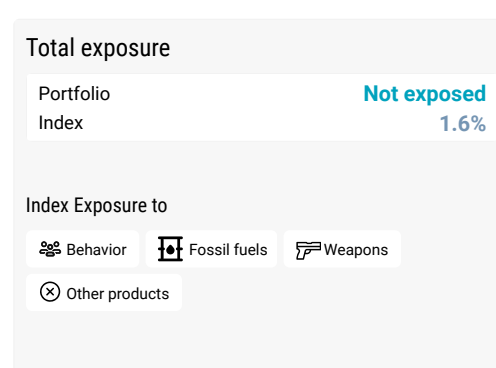 Total exposure
Portfolio Not exposed
Index 1.6%
Index Exposure to
Behavior Fossil fuels Weapons
Other products